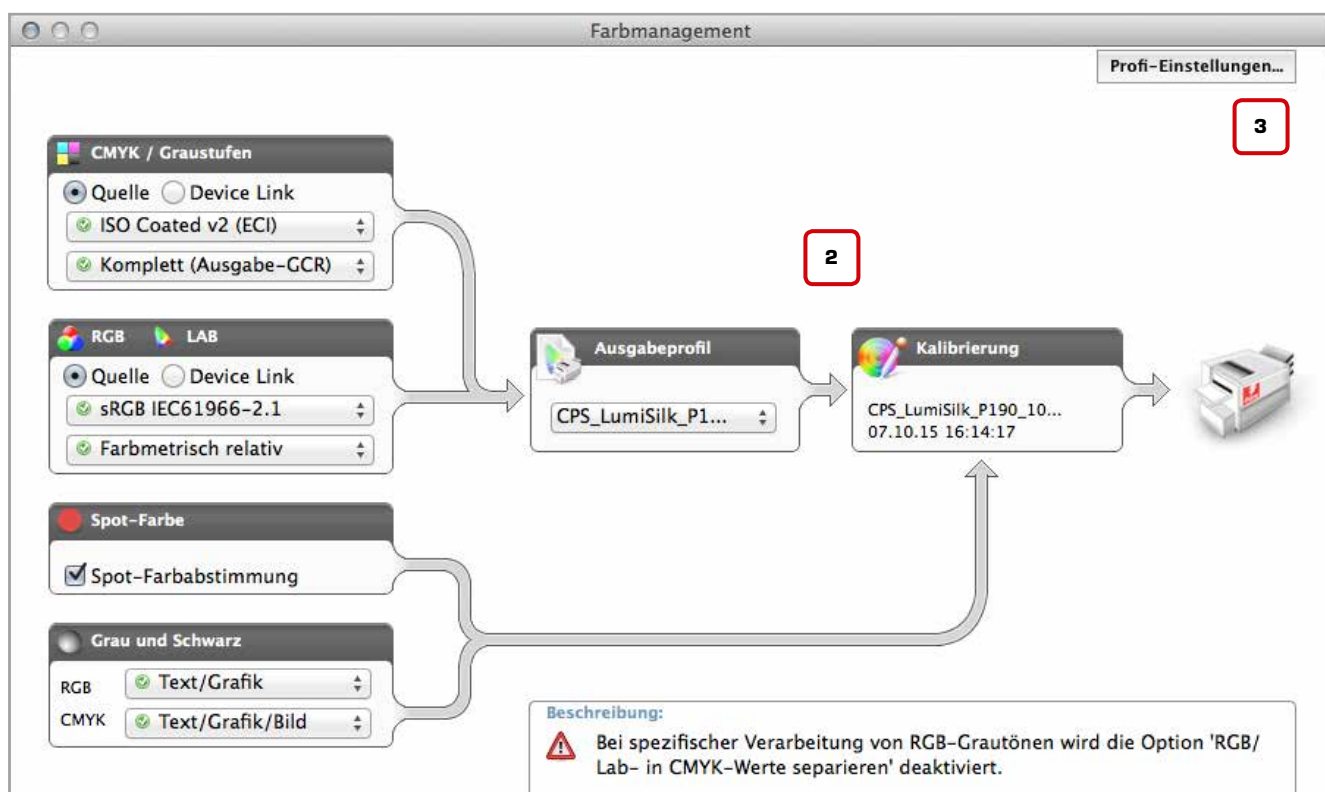 Farbmanagement
Profi-Einstellungen...
3
CMYK / Graustufen
Quelle Device Link
ISO Coated v2 (ECI)
Komplett (Ausgabe-GCR)
2
RGB LAB
Quelle Device Link
sRGB IEC61966-2.1
Farbmetrisch relativ
Ausgabeprofil
CPS_LumiSilk_P1...
Kalibrierung
CPS_LumiSilk_P190_10...
07.10.15 16:14:17
Spot-Farbe
Spot-Farbabstimmung
Grau und Schwarz
RGB Text/Grafik
CMYK Text/Grafik/Bild
Beschreibung:
Bei spezifischer Verarbeitung von RGB-Grautönen wird die Option 'RGB/
Lab- in CMYK-Werte separieren' deaktiviert.